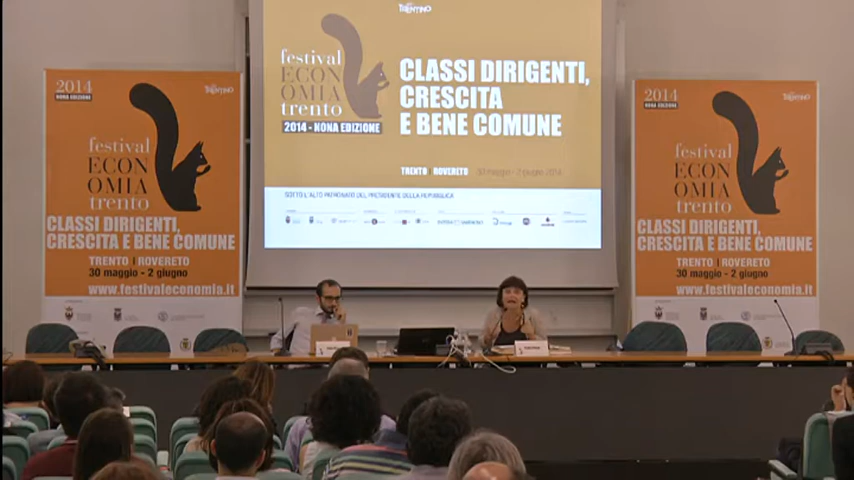 2014
NONA EDIZIONE
TRENTINO
festival
ECON
OMIA
trento
CLASSI DIRIGENTI,
CRESCITA E BENE COMUNE
TRENTO | ROVERETO
30 maggio - 2 giugno
www.festivaleconomia.it
TRENTINO
festival
ECON
OMIA
trento
2014 - NONA EDIZIONE
CLASSI DIRIGENTI,
CRESCITA
E BENE COMUNE
TRENTO | ROVERETO 30 maggio - 2 giugno 2014
SOTTO L'ALTO PATRONATO DEL PRESIDENTE DELLA REPUBBLICA
2014
NONA EDIZIONE
TRENTINO
festival
ECON
OMIA
trento
CLASSI DIRIGENTI,
CRESCITA E BENE COMUNE
TRENTO | ROVERETO
30 maggio - 2 giugno
www.festivaleconomia.it